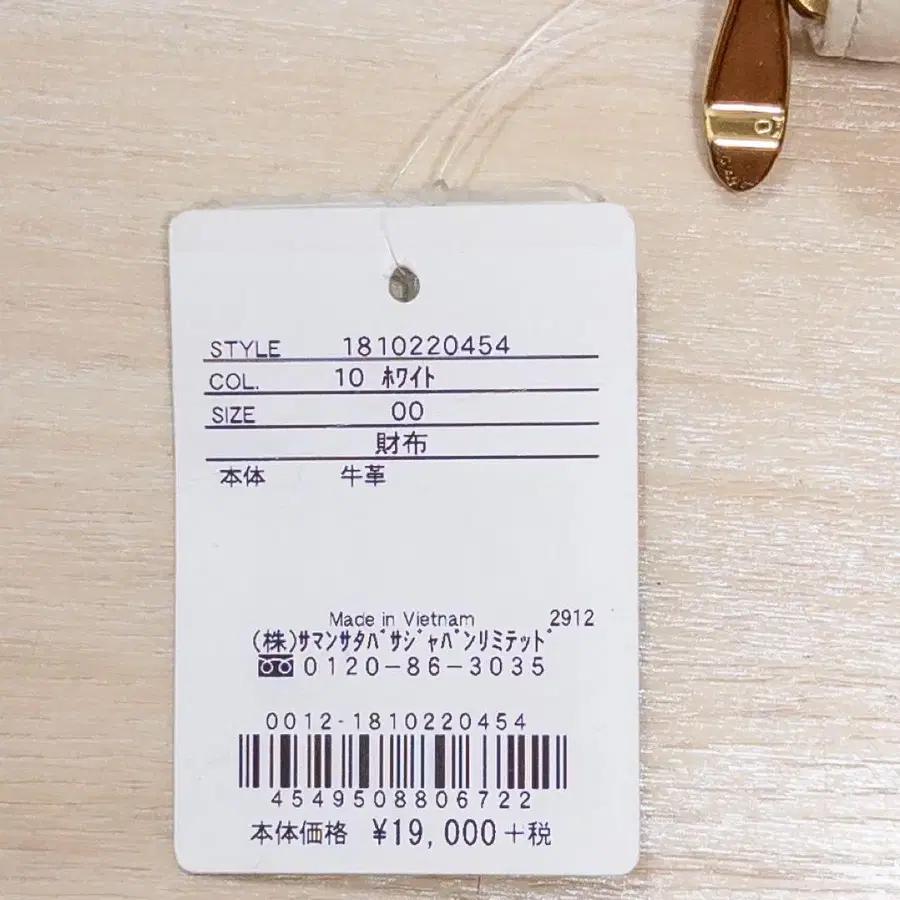 STYLE 1810220454
COL. 10 ﾎﾜｲﾄ
SIZE 00
財布
本体 牛革
Made in Vietnam 2912
(株)ｻﾏﾝｻﾀﾊﾞｻｼﾞｬﾊﾟﾝﾘﾐﾃｯﾄﾞ
0120-86-3035
0012-1810220454
4549508806722
本体価格 ¥19,000+税